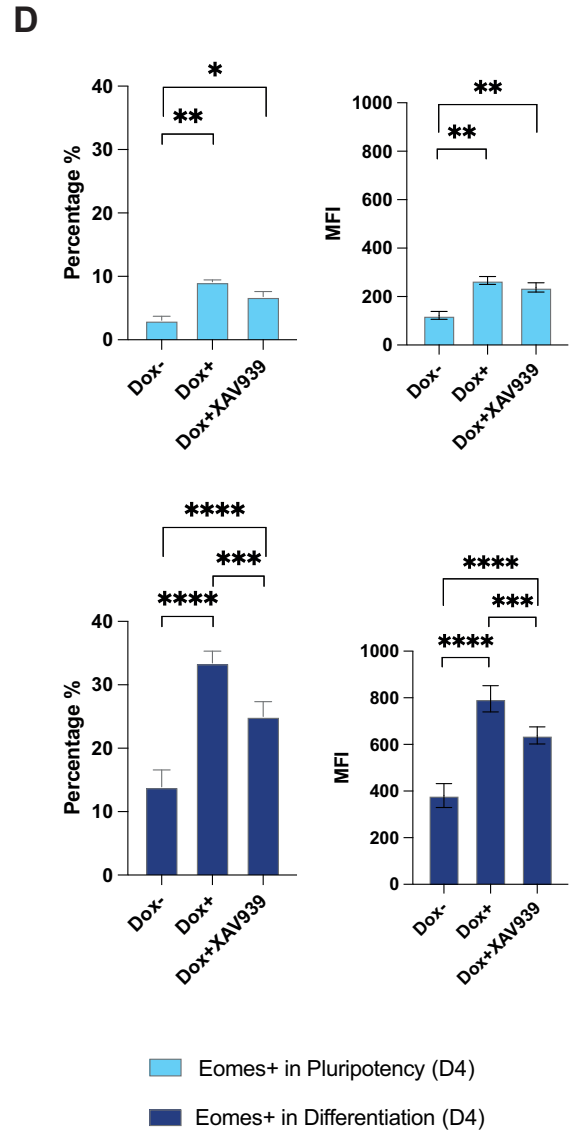 D
*
**
40
30
20
10
0
Percentage %
Dox-
Dox+
Dox+XAV939
**
**
1000
800
600
400
200
0
MFI
Dox-
Dox+
Dox+XAV939
****
***
****
40
30
20
10
0
Percentage %
Dox-
Dox+
Dox+XAV939
****
***
****
1000
800
600
400
200
0
MFI
Dox-
Dox+
Dox+XAV939
Eomes+ in Pluripotency (D4)
Eomes+ in Differentiation (D4)